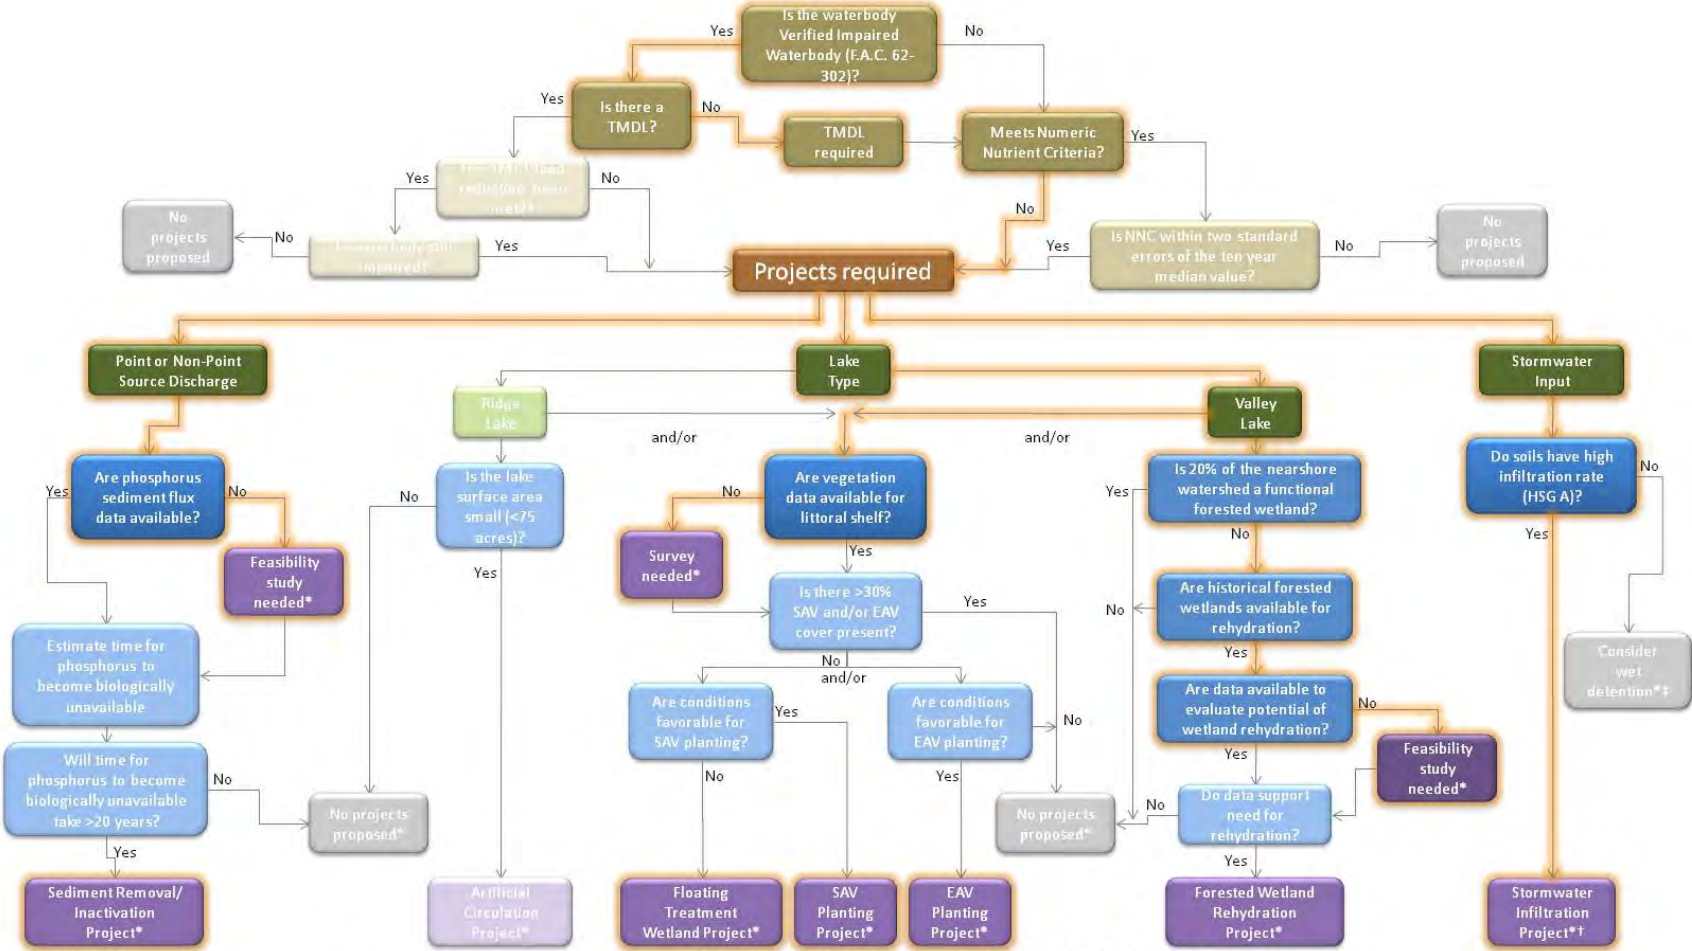 Is the waterbody
Verified Impaired
Waterbody (F.A.C. 62-
302)?
Yes
No
Is there a
TMDL?
Yes
No
TMDL
required
Meets Numeric
Nutrient Criteria?
Yes
No
Yes
No
No
projects
proposed
No
impaired?
Yes
Projects required
Yes
Is NNC within two standard
errors of the ten year
median value?
No
No
projects
proposed
Point or Non-Point
Source Discharge
Lake
Type
Stormwater
Input
Ridge
Lake
Valley
Lake
and/or
and/or
Are phosphorus
sediment flux
data available?
Yes
No
Feasibility
study
needed*
Estimate time for
phosphorus to
become biologically
unavailable
Will time for
phosphorus to become
biologically unavailable
take >20 years?
No
Yes
Sediment Removal/
Inactivation
Project*
Is the lake
surface area
small (<75
acres)?
No
Yes
No projects
proposed*
Artificial
Circulation
Project*
Are vegetation
data available for
littoral shelf?
No
Yes
Survey
needed*
Is there >30%
SAV and/or EAV
cover present?
Yes
No
and/or
Are conditions
favorable for
SAV planting?
Yes
No
Are conditions
favorable for
EAV planting?
No
Yes
Floating
Treatment
Wetland Project*
SAV
Planting
Project*
EAV
Planting
Project*
Is 20% of the nearshore
watershed a functional
forested wetland?
Yes
No
Are historical forested
wetlands available for
rehydration?
No
Yes
Are data available to
evaluate potential of
wetland rehydration?
No
Yes
Feasibility
study
needed*
Do data support
need for
rehydration?
No
Yes
No projects
proposed*
Forested Wetland
Rehydration
Project*
Do soils have high
infiltration rate
(HSG A)?
No
Yes
Consider
wet
detention*‡
Stormwater
Infiltration
Project*†